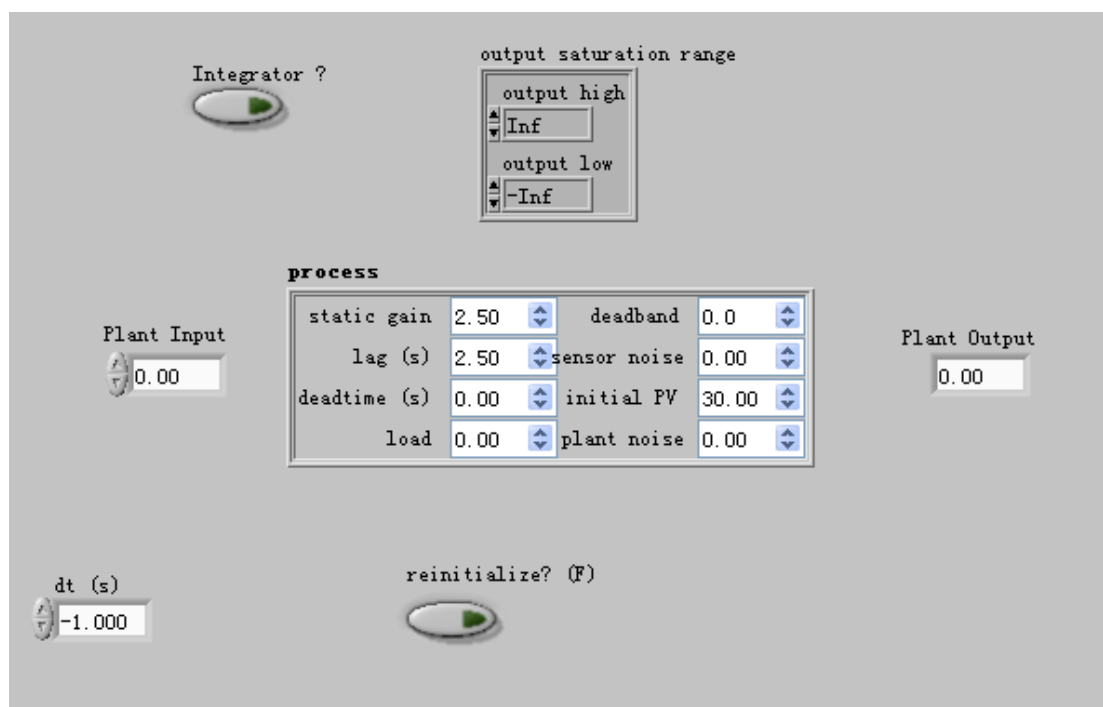 output saturation range
Integrator ?
output high
Inf
output low
-Inf
process
static gain 2.50 deadband 0.0
Plant Input
Plant Output
lag (s) 2.50 sensor noise 0.00
0.00
0.00
deadtime (s) 0.00 initial PV 30.00
load 0.00 plant noise 0.00
dt (s)
reinitialize? (F)
-1.000